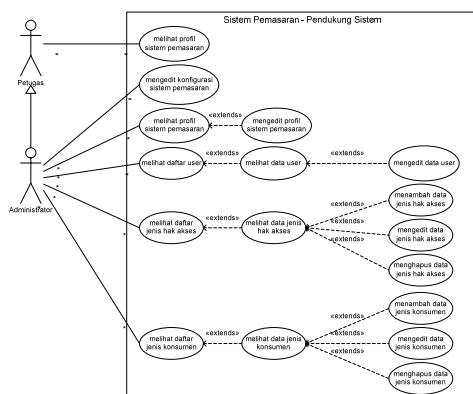 Sistem Pemasaran - Pendukung Sistem
Petugas
Administrator
melihat profil
sistem pemasaran
mengedit konfigurasi
sistem pemasaran
melihat profil
sistem pemasaran
«extends»
mengedit profil
sistem pemasaran
melihat daftar user
«extends»
melihat data user
«extends»
mengedit data user
melihat daftar
jenis hak akses
«extends»
melihat data jenis
hak akses
«extends»
menambah data
jenis hak akses
«extends»
mengedit data
jenis hak akses
«extends»
menghapus data
jenis hak akses
melihat daftar
jenis konsumen
«extends»
melihat data jenis
konsumen
«extends»
menambah data
jenis konsumen
«extends»
mengedit data
jenis konsumen
«extends»
menghapus data
jenis konsumen